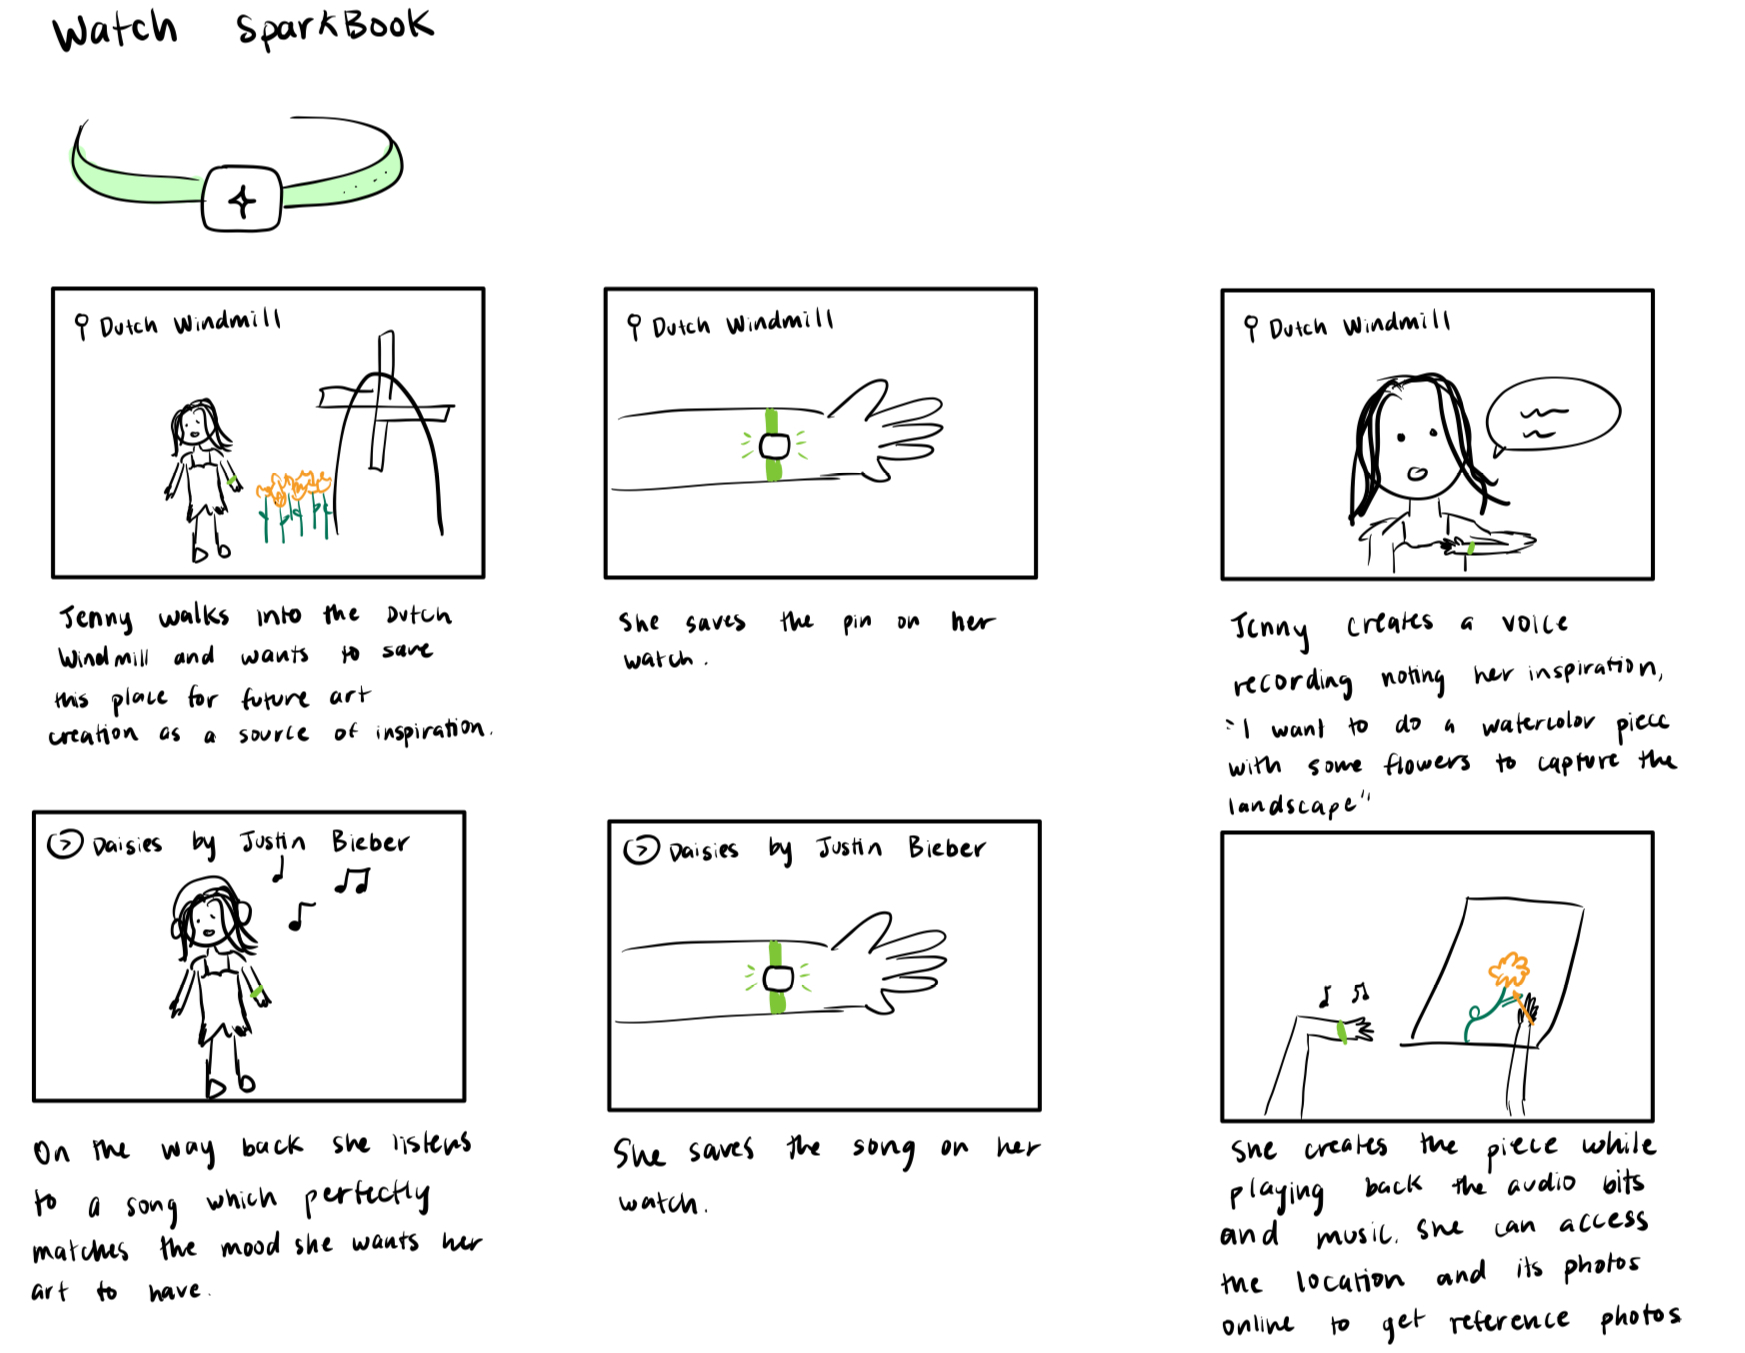 Watch SparkBook
Dutch Windmill
Jenny walks into the Dutch
Windmill and wants to save
this place for future art
creation as a source of inspiration.
Dutch Windmill
She saves the pin on her
watch.
Dutch Windmill
Jenny creates a voice
recording noting her inspiration,
"I want to do a watercolor piece
with some flowers to capture the
landscape"
Daisies by Justin Bieber
On the way back she listens
to a song which perfectly
matches the mood she wants her
art to have.
Daisies by Justin Bieber
She saves the song on her
watch.
She creates the piece while
playing back the audio bits
and music. She can access
the location and its photos
online to get reference photos